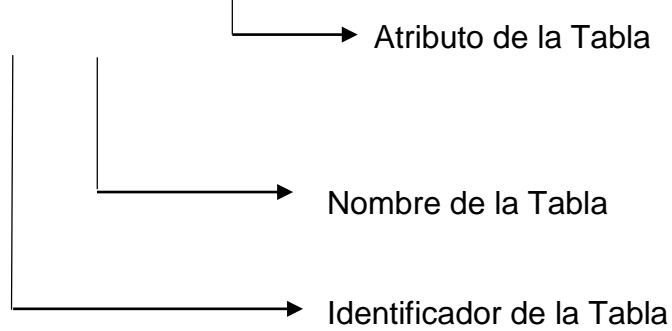 Atributo de la Tabla
Nombre de la Tabla
Identificador de la Tabla